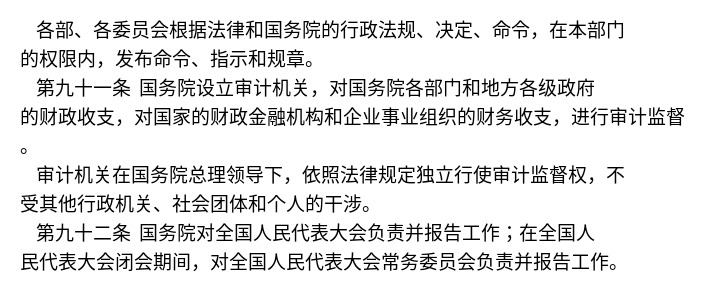 各部、各委员会根据法律和国务院的行政法规、决定、命令，在本部门
的权限内，发布命令、指示和规章。
第九十一条 国务院设立审计机关，对国务院各部门和地方各级政府
的财政收支，对国家的财政金融机构和企业事业组织的财务收支，进行审计监督
。
审计机关在国务院总理领导下，依照法律规定独立行使审计监督权，不
受其他行政机关、社会团体和个人的干涉。
第九十二条 国务院对全国人民代表大会负责并报告工作；在全国人
民代表大会闭会期间，对全国人民代表大会常务委员会负责并报告工作。